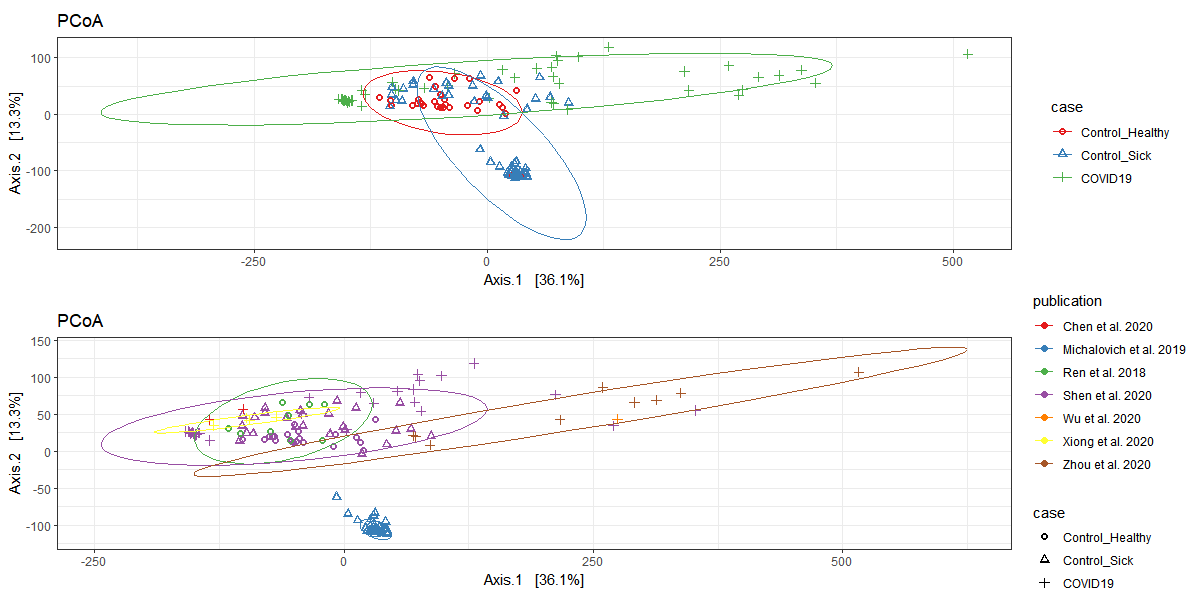 PCoA
100
0
-100
-200
Axis.2 [13.3%]
-250
0
250
500
Axis.1 [36.1%]
case
Control_Healthy
Control_Sick
COVID19
PCoA
150
100
50
0
-50
-100
Axis.2 [13.3%]
-250
0
250
500
Axis.1 [36.1%]
publication
Chen et al. 2020
Michalovich et al. 2019
Ren et al. 2018
Shen et al. 2020
Wu et al. 2020
Xiong et al. 2020
Zhou et al. 2020
case
Control_Healthy
Control_Sick
COVID19